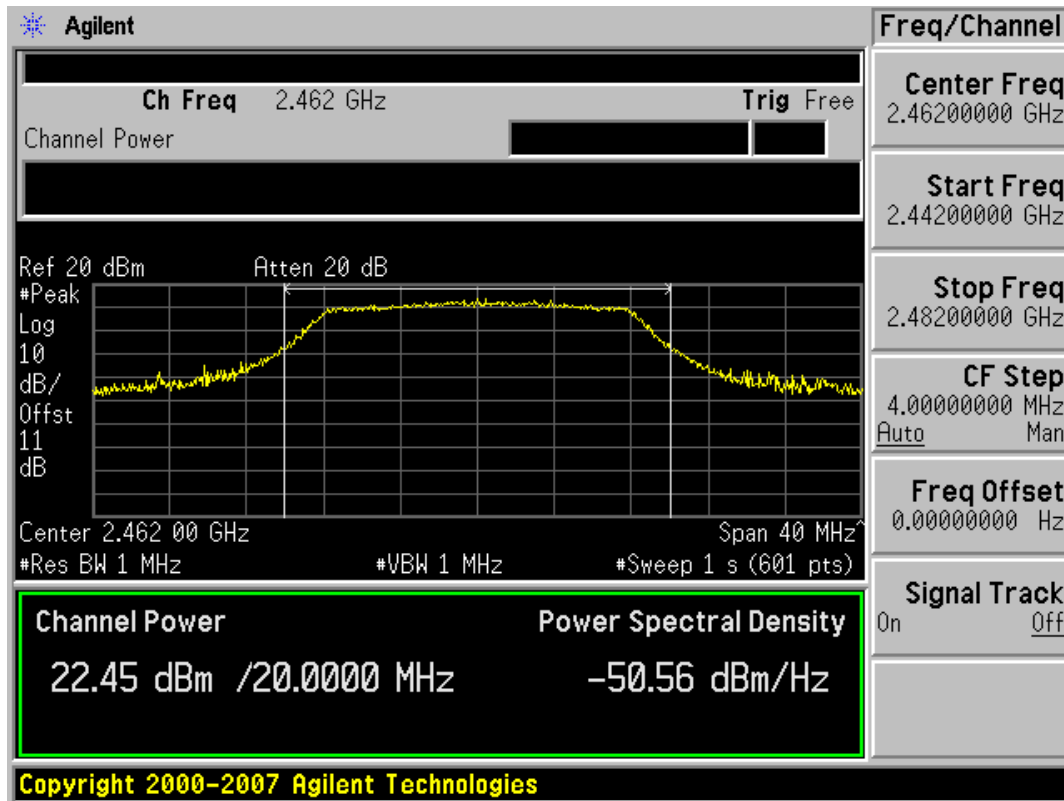 Agilent
Freq/Channel
Ch Freq 2.462 GHz Trig Free
Channel Power
Ref 20 dBm Atten 20 dB
#Peak
Log
10
dB/
Offst
11
dB
Center 2.462 00 GHz Span 40 MHz^
#Res BW 1 MHz #VBW 1 MHz #Sweep 1 s (601 pts)
Channel Power Power Spectral Density
22.45 dBm /20.0000 MHz -50.56 dBm/Hz
Center Freq
2.46200000 GHz
Start Freq
2.44200000 GHz
Stop Freq
2.48200000 GHz
CF Step
4.00000000 MHz
Auto Man
Freq Offset
0.00000000 Hz
Signal Track
On Off
Copyright 2000-2007 Agilent Technologies